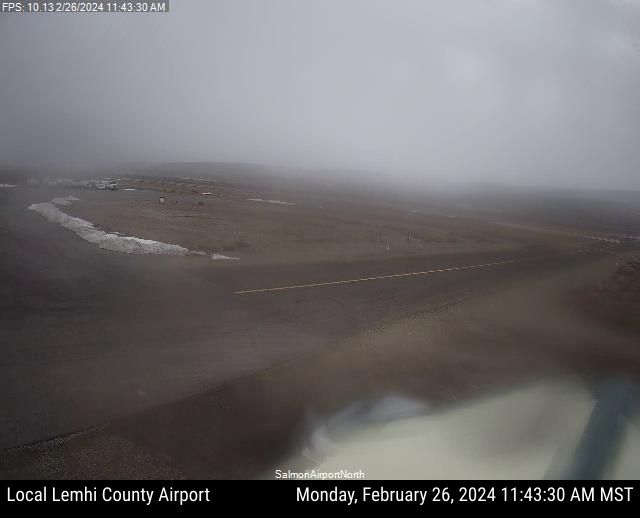 FPS: 10.13 2/26/2024 11:43:30 AM
SalmonAirportNorth
Local Lemhi County Airport
Monday, February 26, 2024 11:43:30 AM MST